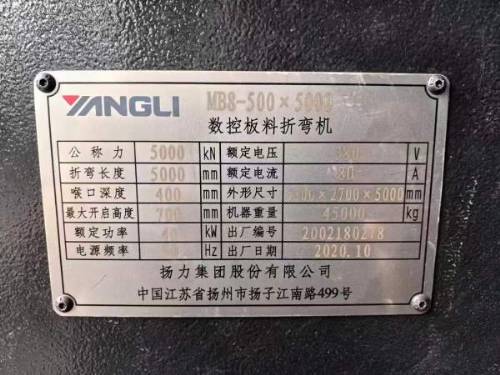 YANGLI MB8-500×5000
数控板料折弯机
公称力 5000 kN 额定电压 V
折弯长度 5000 mm 额定电流 A
喉口深度 400 mm 外形尺寸 ×2700×5000 mm
最大开启高度 700 mm 机器重量 45000 kg
额定功率 40 kW 出厂编号 2002180278
电源频率 Hz 出厂日期 2020.10
扬力集团股份有限公司
中国江苏省扬州市扬子江南路499号